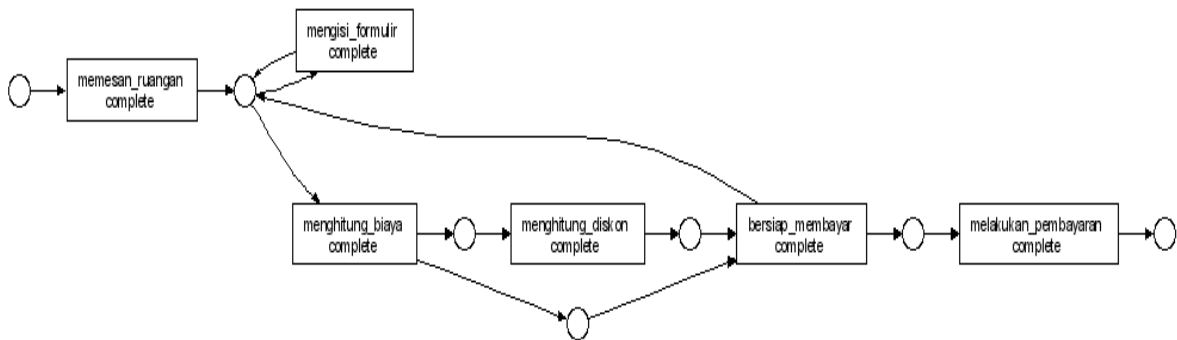 mengisi_formulir
complete
memesan_ruangan
complete
menghitung_biaya
complete
menghitung_diskon
complete
bersiap_membayar
complete
melakukan_pembayaran
complete